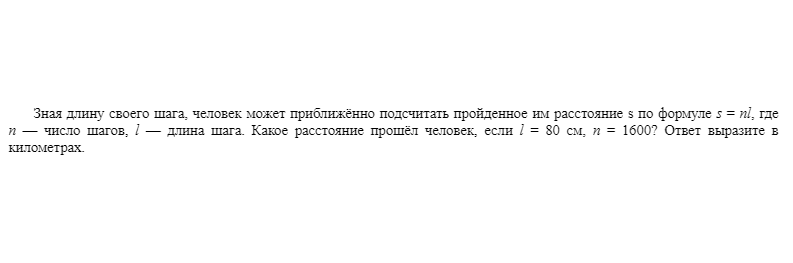 Зная длину своего шага, человек может приближённо подсчитать пройденное им расстояние s по формуле s = nl, где
n — число шагов, l — длина шага. Какое расстояние прошёл человек, если l = 80 см, n = 1600? Ответ выразите в
километрах.